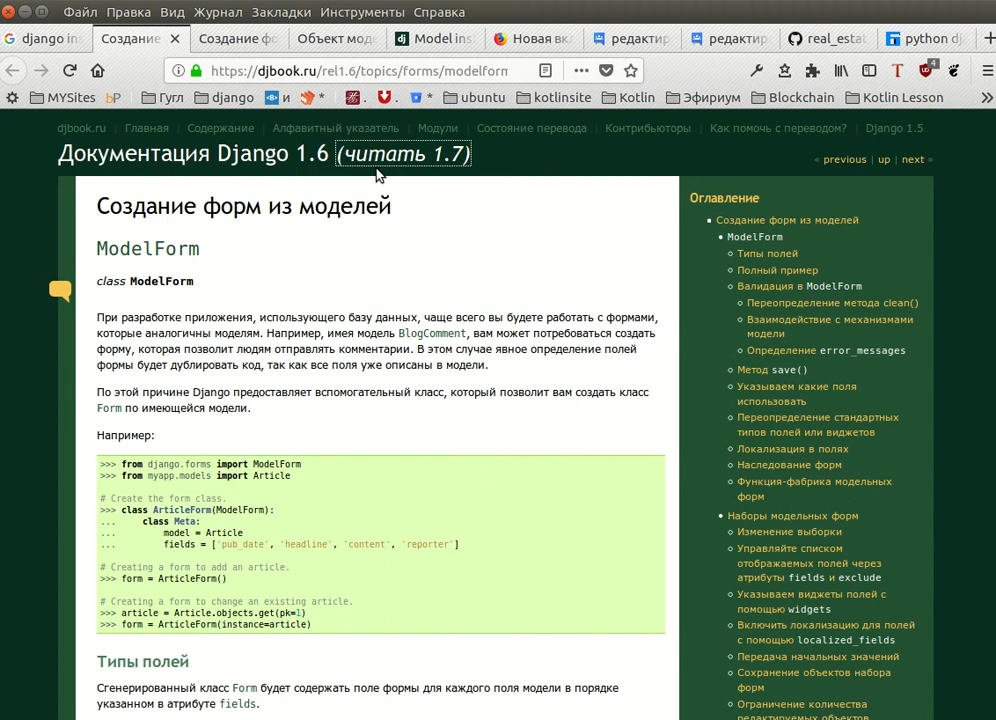 Файл Правка Вид Журнал Закладки Инструменты Справка
django in Создание Создание фо Объект мод Model ins Новая вкл редактир редактир real_esta python dj
https://djbook.ru/rel1.6/topics/forms/modelform
4
MYSites bP Гугл django и * . . * ubuntu kotlinsite Kotlin Эфириум Blockchain Kotlin Lesson
djbook.ru | Главная | Содержание | Алфавитный указатель | Модули | Состояние перевода | Контрибьюторы | Как помочь с переводом? | Django 1.5
Документация Django 1.6 (читать 1.7)
« previous | up | next »
Создание форм из моделей
ModelForm
class ModelForm
При разработке приложения, использующего базу данных, чаще всего вы будете работать с формами,
которые аналогичны моделям. Например, имея модель BlogComment, вам может потребоваться создать
форму, которая позволит людям отправлять комментарии. В этом случае явное определение полей
формы будет дублировать код, так как все поля уже описаны в модели.
По этой причине Django предоставляет вспомогательный класс, который позволит вам создать класс
Form по имеющейся модели.
Например:
>>> from django.forms import ModelForm
>>> from myapp.models import Article
# Create the form class.
>>> class ArticleForm(ModelForm):
... class Meta:
... model = Article
... fields = ['pub_date', 'headline', 'content', 'reporter']
# Creating a form to add an article.
>>> form = ArticleForm()
# Creating a form to change an existing article.
>>> article = Article.objects.get(pk=1)
>>> form = ArticleForm(instance=article)
Типы полей
Сгенерированный класс Form будет содержать поле формы для каждого поля модели в порядке
указанном в атрибуте fields.
Оглавление
Создание форм из моделей
ModelForm
Типы полей
Полный пример
Валидация в ModelForm
Переопределение метода clean()
Взаимодействие с механизмами
модели
Определение error_messages
Метод save()
Указываем какие поля
использовать
Переопределение стандартных
типов полей или виджетов
Локализация в полях
Наследование форм
Функция-фабрика модельных
форм
Наборы модельных форм
Изменение выборки
Управляйте списком
отображаемых полей через
атрибуты fields и exclude
Указываем виджеты полей с
помощью widgets
Включить локализацию для полей
с помощью localized_fields
Передача начальных значений
Сохранение объектов набора
форм
Ограничение количества
редактируемых объектов